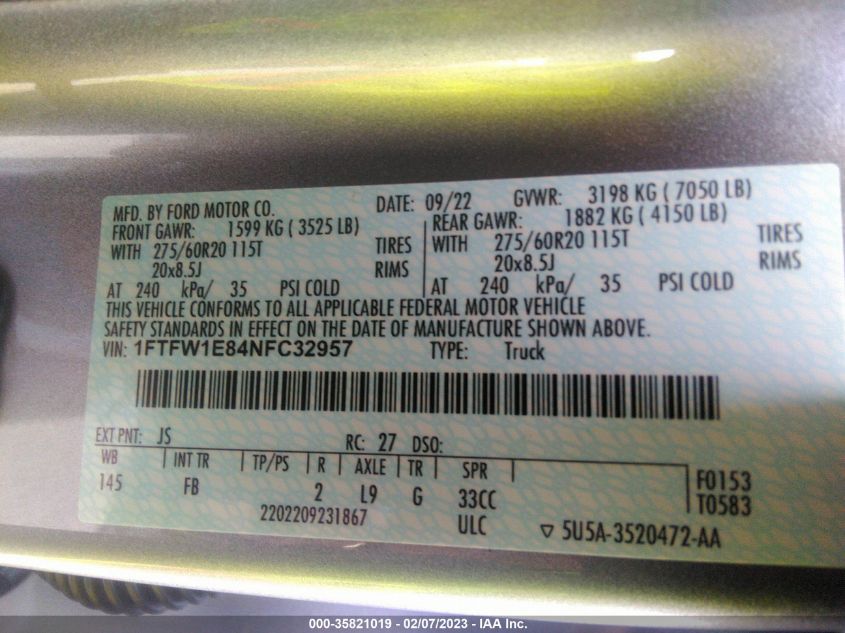 MFD. BY FORD MOTOR CO.
DATE: 09/22 GVWR: 3198 KG ( 7050 LB)
FRONT GAWR: 1599 KG ( 3525 LB)
WITH 275/60R20 115T TIRES
20x8.5J RIMS
AT 240 kPa/ 35 PSI COLD
REAR GAWR: 1882 KG ( 4150 LB)
WITH 275/60R20 115T TIRES
20x8.5J RIMS
AT 240 kPa/ 35 PSI COLD
THIS VEHICLE CONFORMS TO ALL APPLICABLE FEDERAL MOTOR VEHICLE
SAFETY STANDARDS IN EFFECT ON THE DATE OF MANUFACTURE SHOWN ABOVE.
VIN: 1FTFW1E84NFC32957 TYPE: Truck
EXT PNT: JS RC: 27 DSO:
WB INT TR TP/PS R AXLE TR SPR
145 FB 2 L9 G 33CC
F0153
T0583
2202209231867 ULC 5U5A-3520472-AA
000-35821019 — 02/07/2023 — IAA Inc.